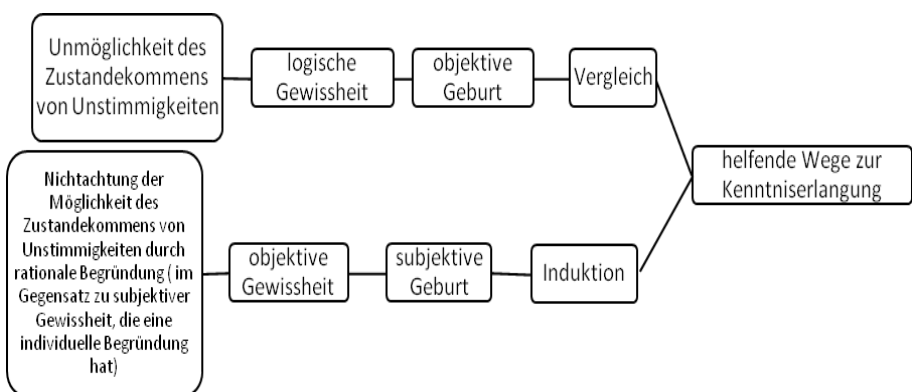 Unmöglichkeit des
Zustandekommens
von Unstimmigkeiten
logische
Gewissheit
objektive
Geburt
Vergleich
helfende Wege zur
Kenntniserlangung
Nichtachtung der
Möglichkeit des
Zustandekommens von
Unstimmigkeiten durch
rationale Begründung ( im
Gegensatz zu subjektiver
Gewissheit, die eine
individuelle Begründung
hat)
objektive
Gewissheit
subjektive
Geburt
Induktion